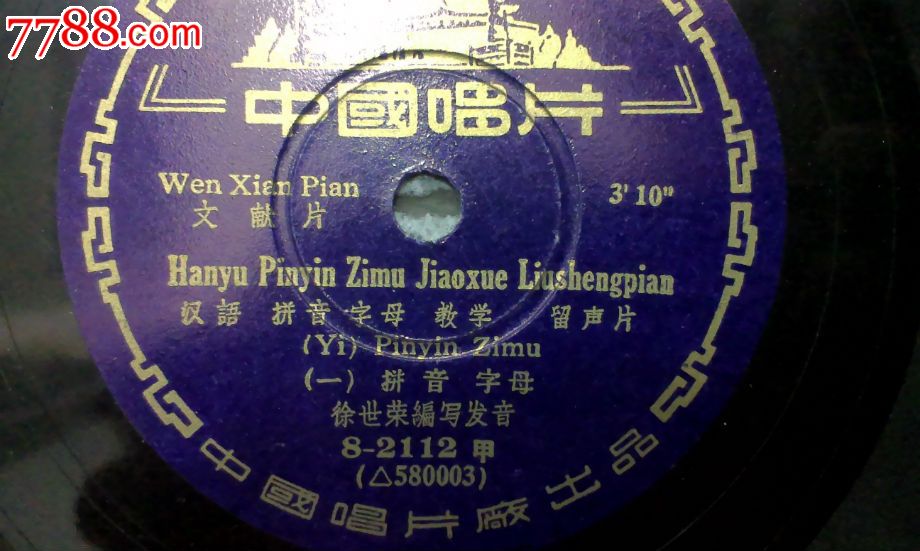 7788.com
中國唱片
Wen Xian Pian 3'10"
文献片
Hanyu Pinyin Zimu Jiaoxue Liushengpian
汉語 拼音字母 教学 留声片
(Yi) Pinyin Zimu
(一) 拼音 字母
徐世荣編写发音
8-2112 甲
(△580003)
中國唱片厰出品